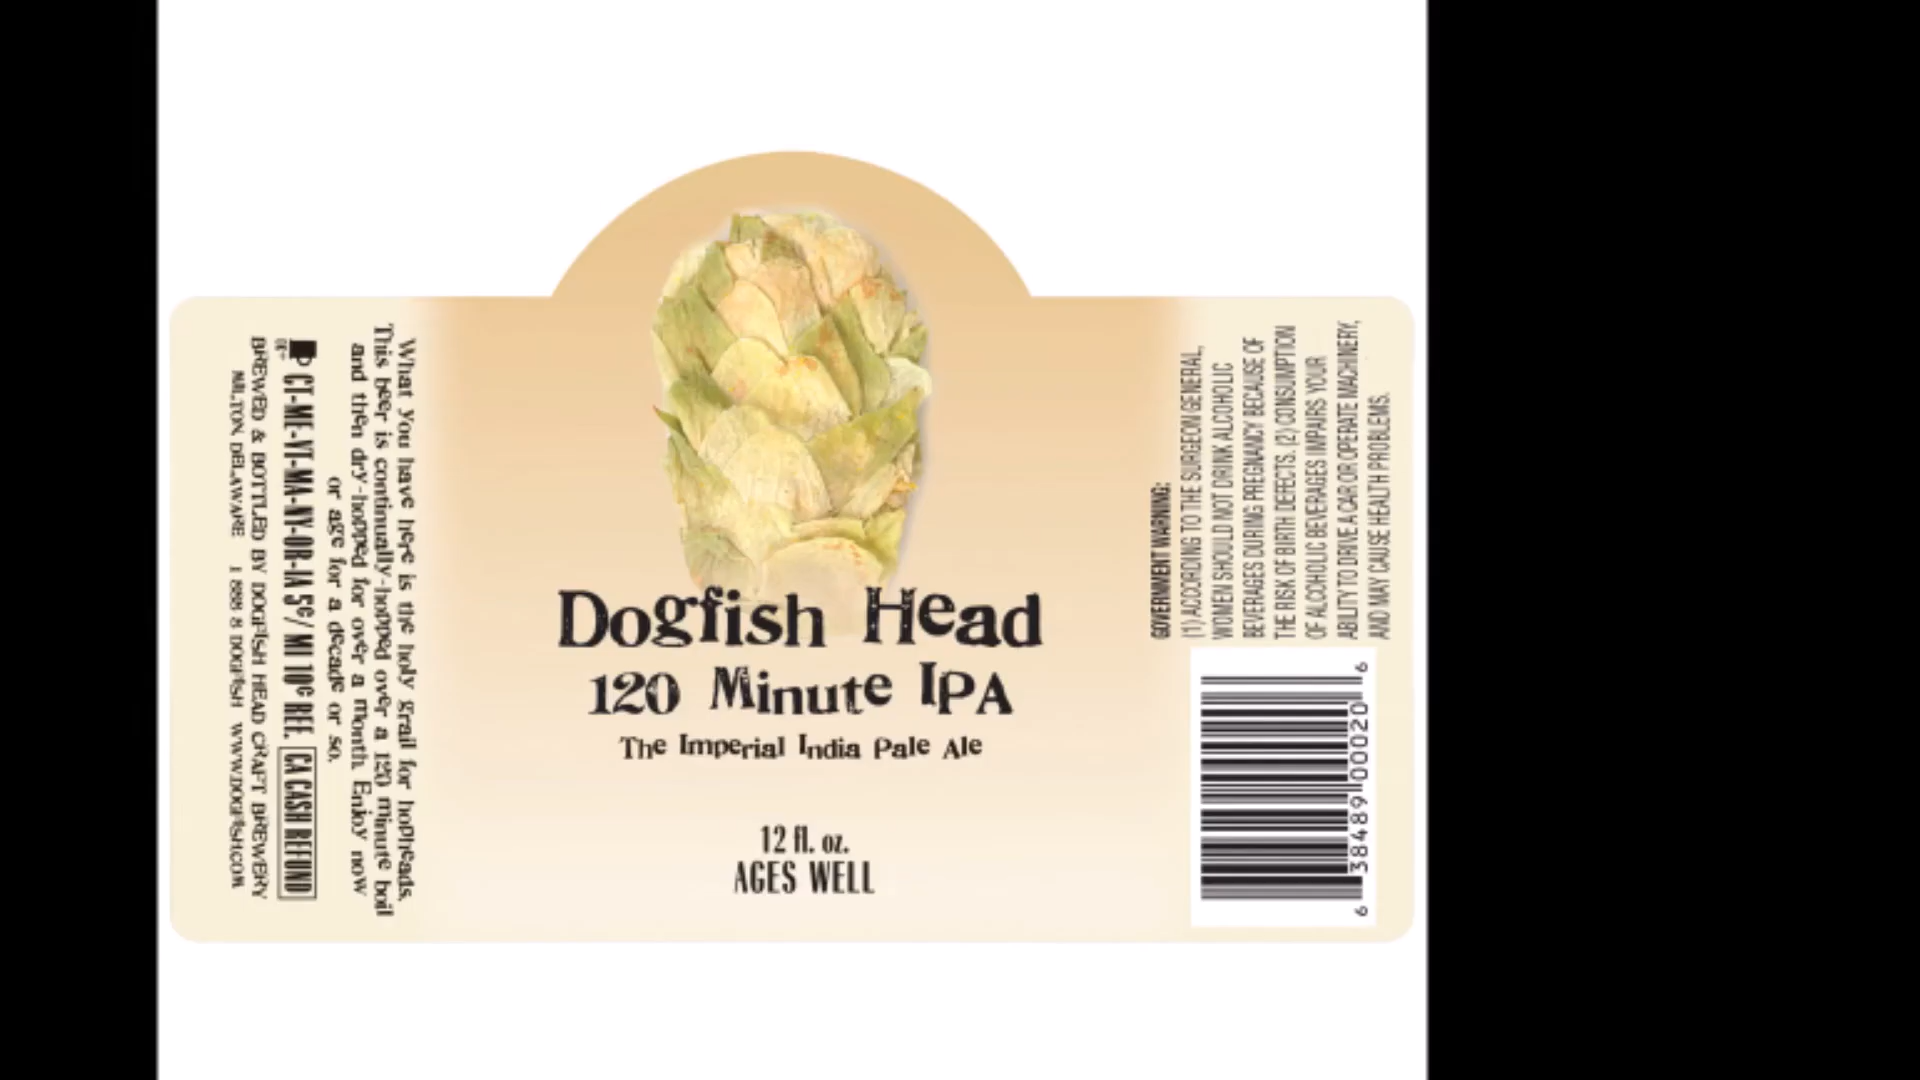 What you have here is the holy grail for hopheads.
This beer is continually-hopped over a 120 minute boil
and then dry-hopped for over a month. Enjoy now
or age for a decade or so.
CT-ME-VT-MA-NY-OR-IA 5¢/ MI 10¢ REF. CA CASH REFUND
BREWED & BOTTLED BY DOGFISH HEAD CRAFT BREWERY
MILTON, DELAWARE 1 888 8 DOGFISH WWW.DOGFISH.COM
Dogfish Head
120 Minute IPA
The Imperial India Pale Ale
12 fl. oz.
AGES WELL
GOVERNMENT WARNING:
(1) ACCORDING TO THE SURGEON GENERAL,
WOMEN SHOULD NOT DRINK ALCOHOLIC
BEVERAGES DURING PREGNANCY BECAUSE OF
THE RISK OF BIRTH DEFECTS. (2) CONSUMPTION
OF ALCOHOLIC BEVERAGES IMPAIRS YOUR
ABILITY TO DRIVE A CAR OR OPERATE MACHINERY,
AND MAY CAUSE HEALTH PROBLEMS.
6 38489 00020 6